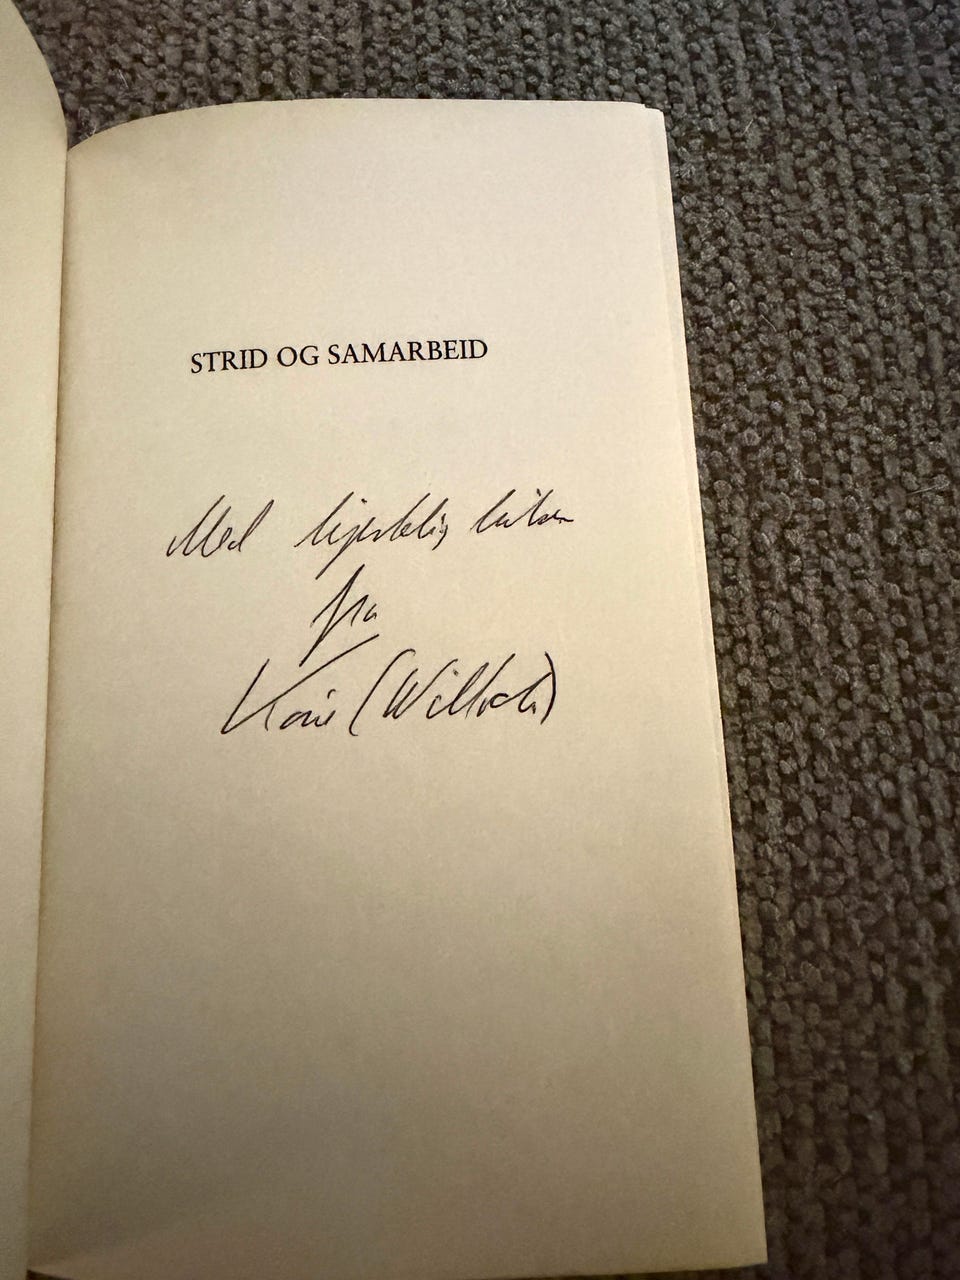 STRID OG SAMARBEID
Med hjertelig hilsen
fra
Kåre (Willoch)